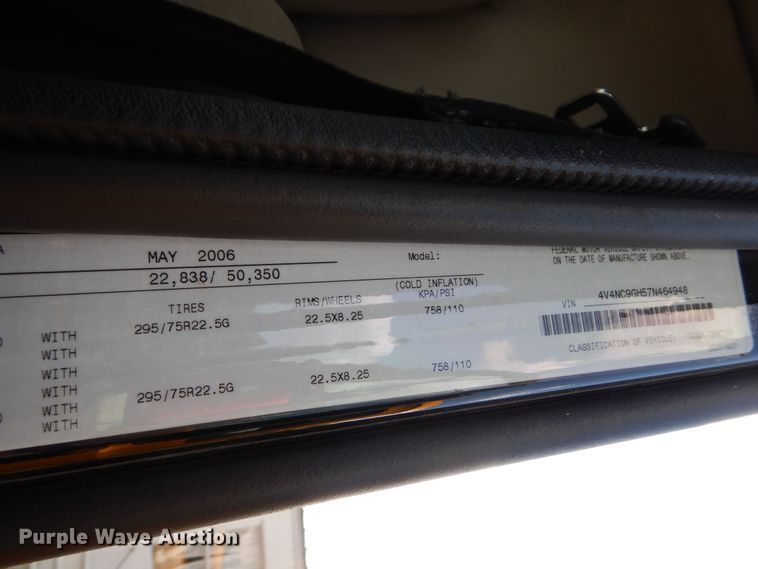 A
MAY 2006
Model:
FEDERAL MOTOR VEHICLE
ON THE DATE OF MANUFACTURE SHOWN ABOVE.
22,838/ 50,350
(COLD INFLATION)
TIRES
RIMS/WHEELS
KPA/PSI
WITH
295/75R22.5G
22.5X8.25
758/110
VIN 4V4NC9GH57N464948
WITH
WITH
CLASSIFICATION OF VEHICLE:
WITH
295/75R22.5G
22.5X8.25
758/110
WITH
WITH
Purple Wave Auction